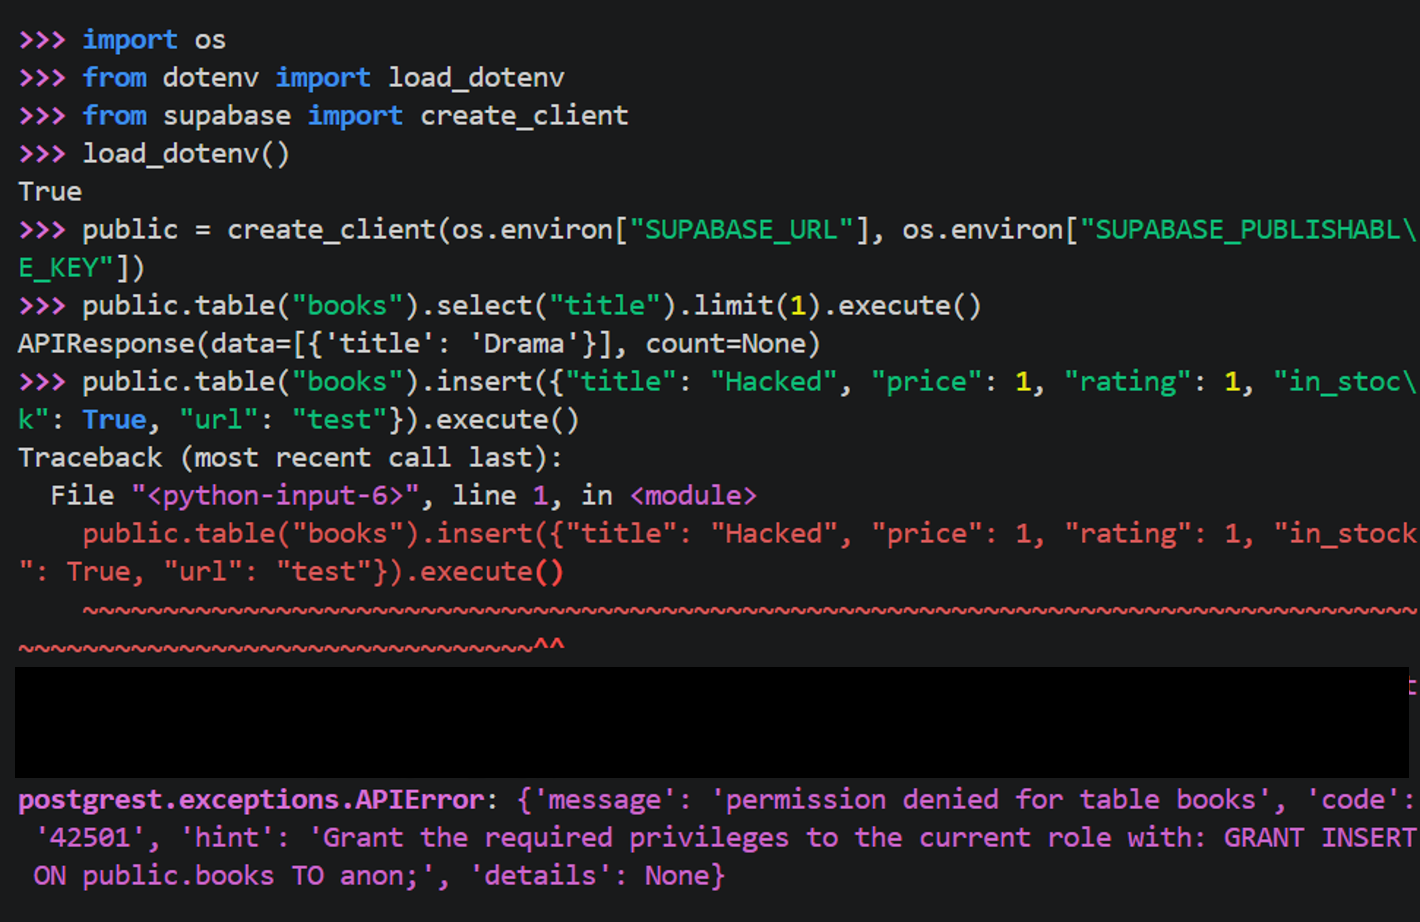 >>> import os
>>> from dotenv import load_dotenv
>>> from supabase import create_client
>>> load_dotenv()
True
>>> public = create_client(os.environ["SUPABASE_URL"], os.environ["SUPABASE_PUBLISHABL\
E_KEY"])
>>> public.table("books").select("title").limit(1).execute()
APIResponse(data=[{'title': 'Drama'}], count=None)
>>> public.table("books").insert({"title": "Hacked", "price": 1, "rating": 1, "in_stoc\
k": True, "url": "test"}).execute()
Traceback (most recent call last):
  File "<python-input-6>", line 1, in <module>
    public.table("books").insert({"title": "Hacked", "price": 1, "rating": 1, "in_stock
": True, "url": "test"}).execute()
    ~~~~~~~~~~~~~~~~~~~~~~~~~~~~~~~~~~~~~~~~~~~~~~~~~~~~~~~~~~~~~~~~~~~~~~~~~~~~~~~~~~~
~~~~~~~~~~~~~~~~~~~~~~~~~~~~~~~~^^
postgrest.exceptions.APIError: {'message': 'permission denied for table books', 'code':
 '42501', 'hint': 'Grant the required privileges to the current role with: GRANT INSERT
 ON public.books TO anon;', 'details': None}